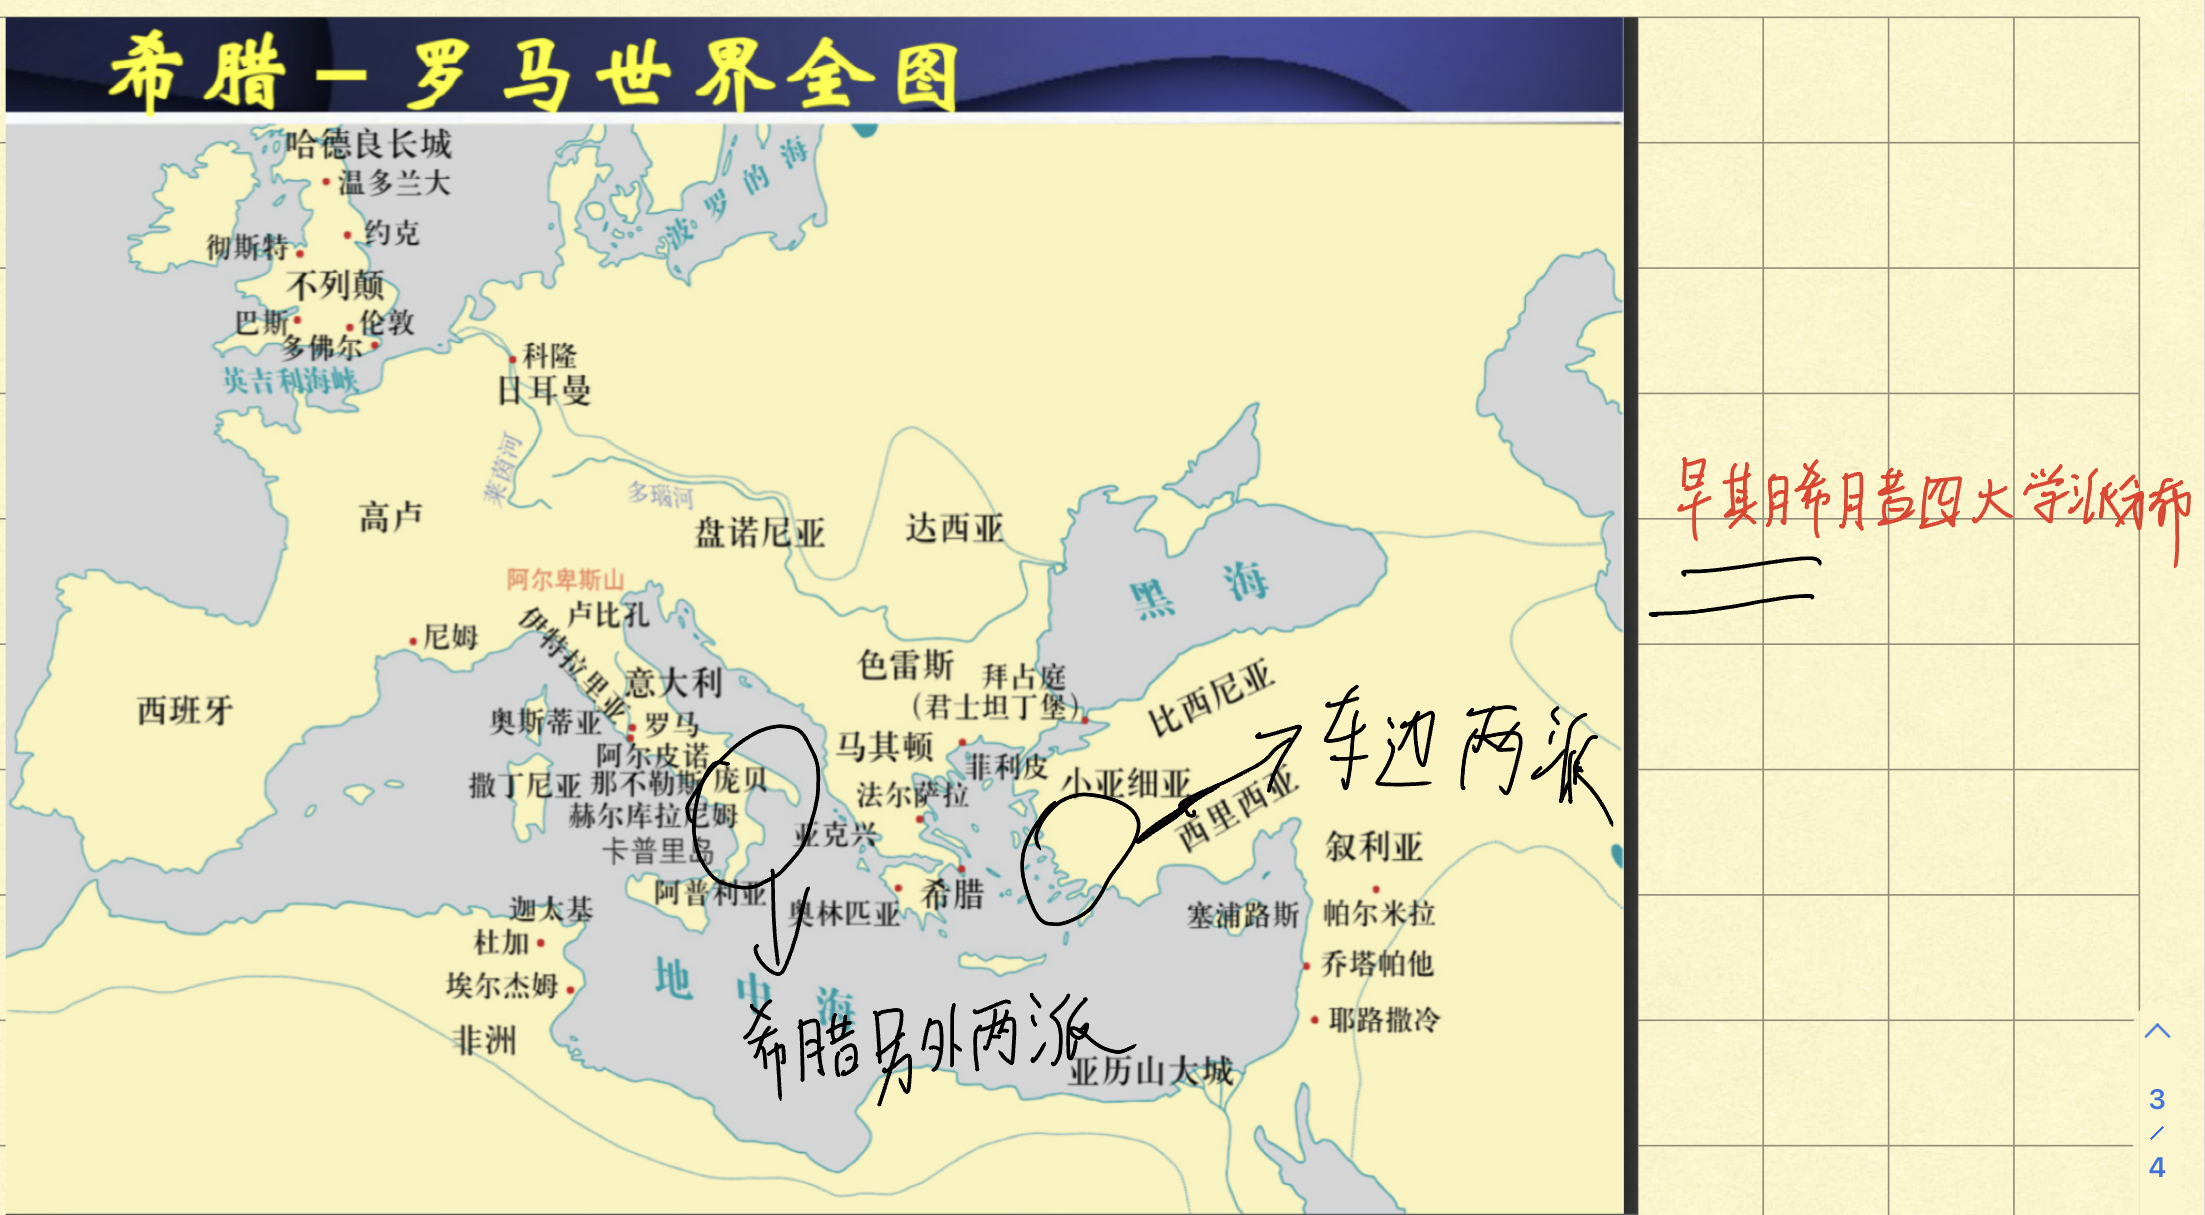 希腊－罗马世界全图
哈德良长城
温多兰大
约克
彻斯特
不列颠
巴斯
伦敦
多佛尔
英吉利海峡
波罗的海
科隆
日耳曼
莱茵河
多瑙河
高卢
盘诺尼亚
达西亚
早期希腊四大学派分布
阿尔卑斯山
卢比孔
黑海
尼姆
伊特拉里亚
意大利
色雷斯
拜占庭
（君士坦丁堡）
比西尼亚
西班牙
奥斯蒂亚
罗马
阿尔皮诺
马其顿
菲利皮
小亚细亚
东边两派
撒丁尼亚
那不勒斯
庞贝
法尔萨拉
西里西亚
赫尔库拉尼姆
亚克兴
卡普里岛
叙利亚
阿普利亚
希腊
奥林匹亚
塞浦路斯
帕尔米拉
迦太基
杜加
乔塔帕他
埃尔杰姆
地中海
耶路撒冷
非洲
希腊另外两派
亚历山大城
3
/
4